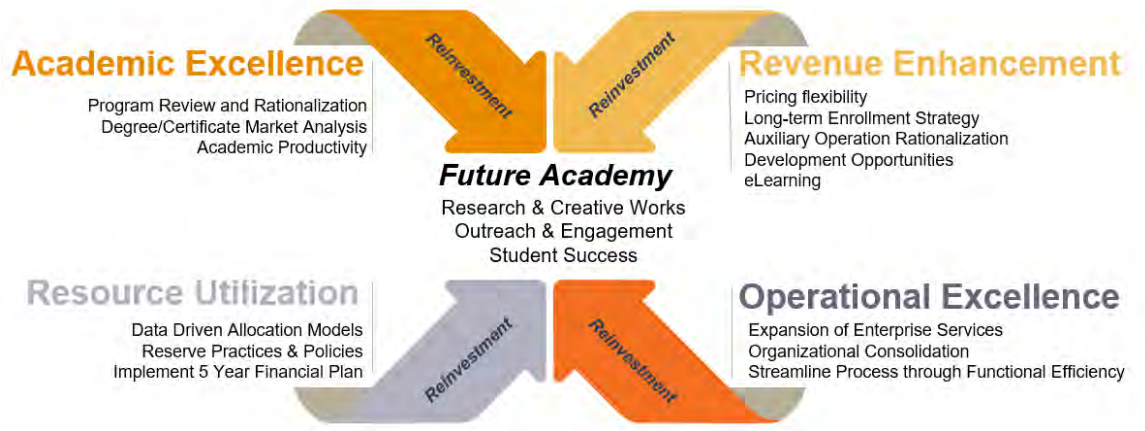 Reinvestment
Reinvestment
Academic Excellence
Program Review and Rationalization
Degree/Certificate Market Analysis
Academic Productivity
Revenue Enhancement
Pricing flexibility
Long-term Enrollment Strategy
Auxiliary Operation Rationalization
Development Opportunities
eLearning
Future Academy
Research & Creative Works
Outreach & Engagement
Student Success
Resource Utilization
Data Driven Allocation Models
Reserve Practices & Policies
Implement 5 Year Financial Plan
Reinvestment
Reinvestment
Operational Excellence
Expansion of Enterprise Services
Organizational Consolidation
Streamline Process through Functional Efficiency